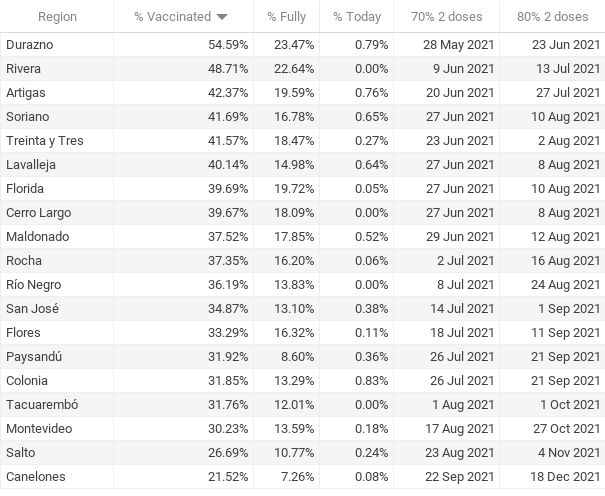 Region % Vaccinated % Fully % Today 70% 2 doses 80% 2 doses
Durazno 54.59% 23.47% 0.79% 28 May 2021 23 Jun 2021
Rivera 48.71% 22.64% 0.00% 9 Jun 2021 13 Jul 2021
Artigas 42.37% 19.59% 0.76% 20 Jun 2021 27 Jul 2021
Soriano 41.69% 16.78% 0.65% 27 Jun 2021 10 Aug 2021
Treinta y Tres 41.57% 18.47% 0.27% 23 Jun 2021 2 Aug 2021
Lavalleja 40.14% 14.98% 0.64% 27 Jun 2021 8 Aug 2021
Florida 39.69% 19.72% 0.05% 27 Jun 2021 10 Aug 2021
Cerro Largo 39.67% 18.09% 0.00% 27 Jun 2021 8 Aug 2021
Maldonado 37.52% 17.85% 0.52% 29 Jun 2021 12 Aug 2021
Rocha 37.35% 16.20% 0.06% 2 Jul 2021 16 Aug 2021
Río Negro 36.19% 13.83% 0.00% 8 Jul 2021 24 Aug 2021
San José 34.87% 13.10% 0.38% 14 Jul 2021 1 Sep 2021
Flores 33.29% 16.32% 0.11% 18 Jul 2021 11 Sep 2021
Paysandú 31.92% 8.60% 0.36% 26 Jul 2021 21 Sep 2021
Colonia 31.85% 13.29% 0.83% 26 Jul 2021 21 Sep 2021
Tacuarembó 31.76% 12.01% 0.00% 1 Aug 2021 1 Oct 2021
Montevideo 30.23% 13.59% 0.18% 17 Aug 2021 27 Oct 2021
Salto 26.69% 10.77% 0.24% 23 Aug 2021 4 Nov 2021
Canelones 21.52% 7.26% 0.08% 22 Sep 2021 18 Dec 2021